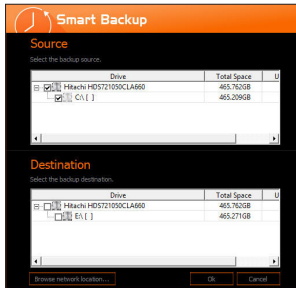 Smart Backup
Source
Select the backup source.
Drive Total Space U
Hitachi HDS721050CLA660 465.762GB
C:\ [ ] 465.209GB
Destination
Select the backup destination.
Drive Total Space U
Hitachi HDS721050CLA660 465.762GB
E:\ [ ] 465.271GB
Browse network location... Ok Cancel